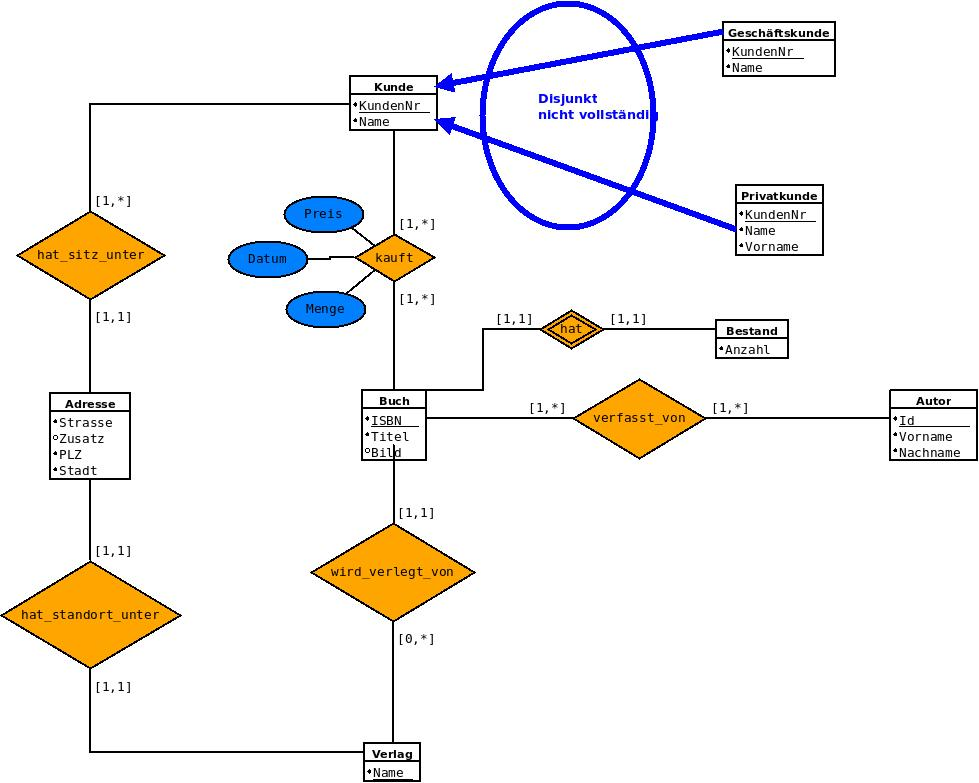 Geschäftskunde
KundenNr
Name
Kunde
KundenNr
Name
Disjunkt
nicht vollständig
Privatkunde
KundenNr
Name
Vorname
[1,*]
Preis
[1,*]
hat_sitz_unter
Datum
kauft
[1,*]
Menge
[1,1]
[1,1]
hat
[1,1]
Bestand
Anzahl
Adresse
Strasse
Zusatz
PLZ
Stadt
Buch
ISBN
Titel
Bild
[1,*]
verfasst_von
[1,*]
Autor
Id
Vorname
Nachname
[1,1]
[1,1]
wird_verlegt_von
hat_standort_unter
[0,*]
[1,1]
Verlag
Name